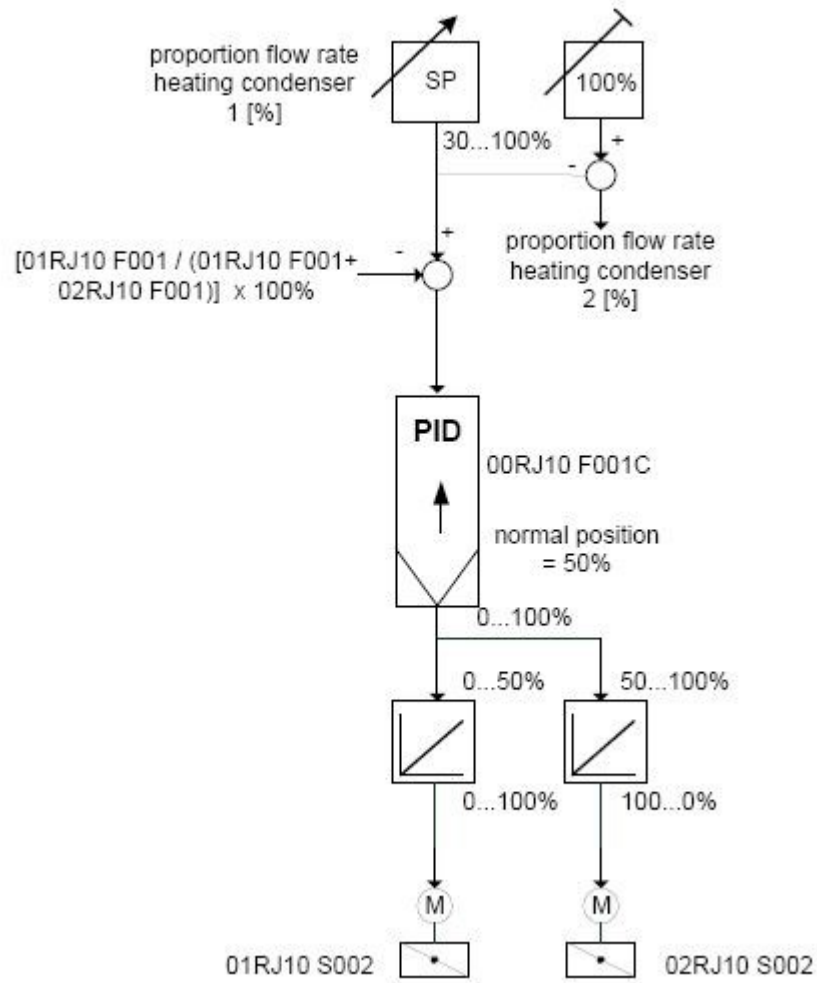 proportion flow rate
heating condenser
1 [%]
SP
100%
30...100%
+
-
proportion flow rate
heating condenser
2 [%]
+
-
[01RJ10 F001 / (01RJ10 F001+
02RJ10 F001)] x 100%
PID
00RJ10 F001C
normal position
= 50%
0...100%
0...50%
50...100%
0...100%
100...0%
M
M
01RJ10 S002
02RJ10 S002